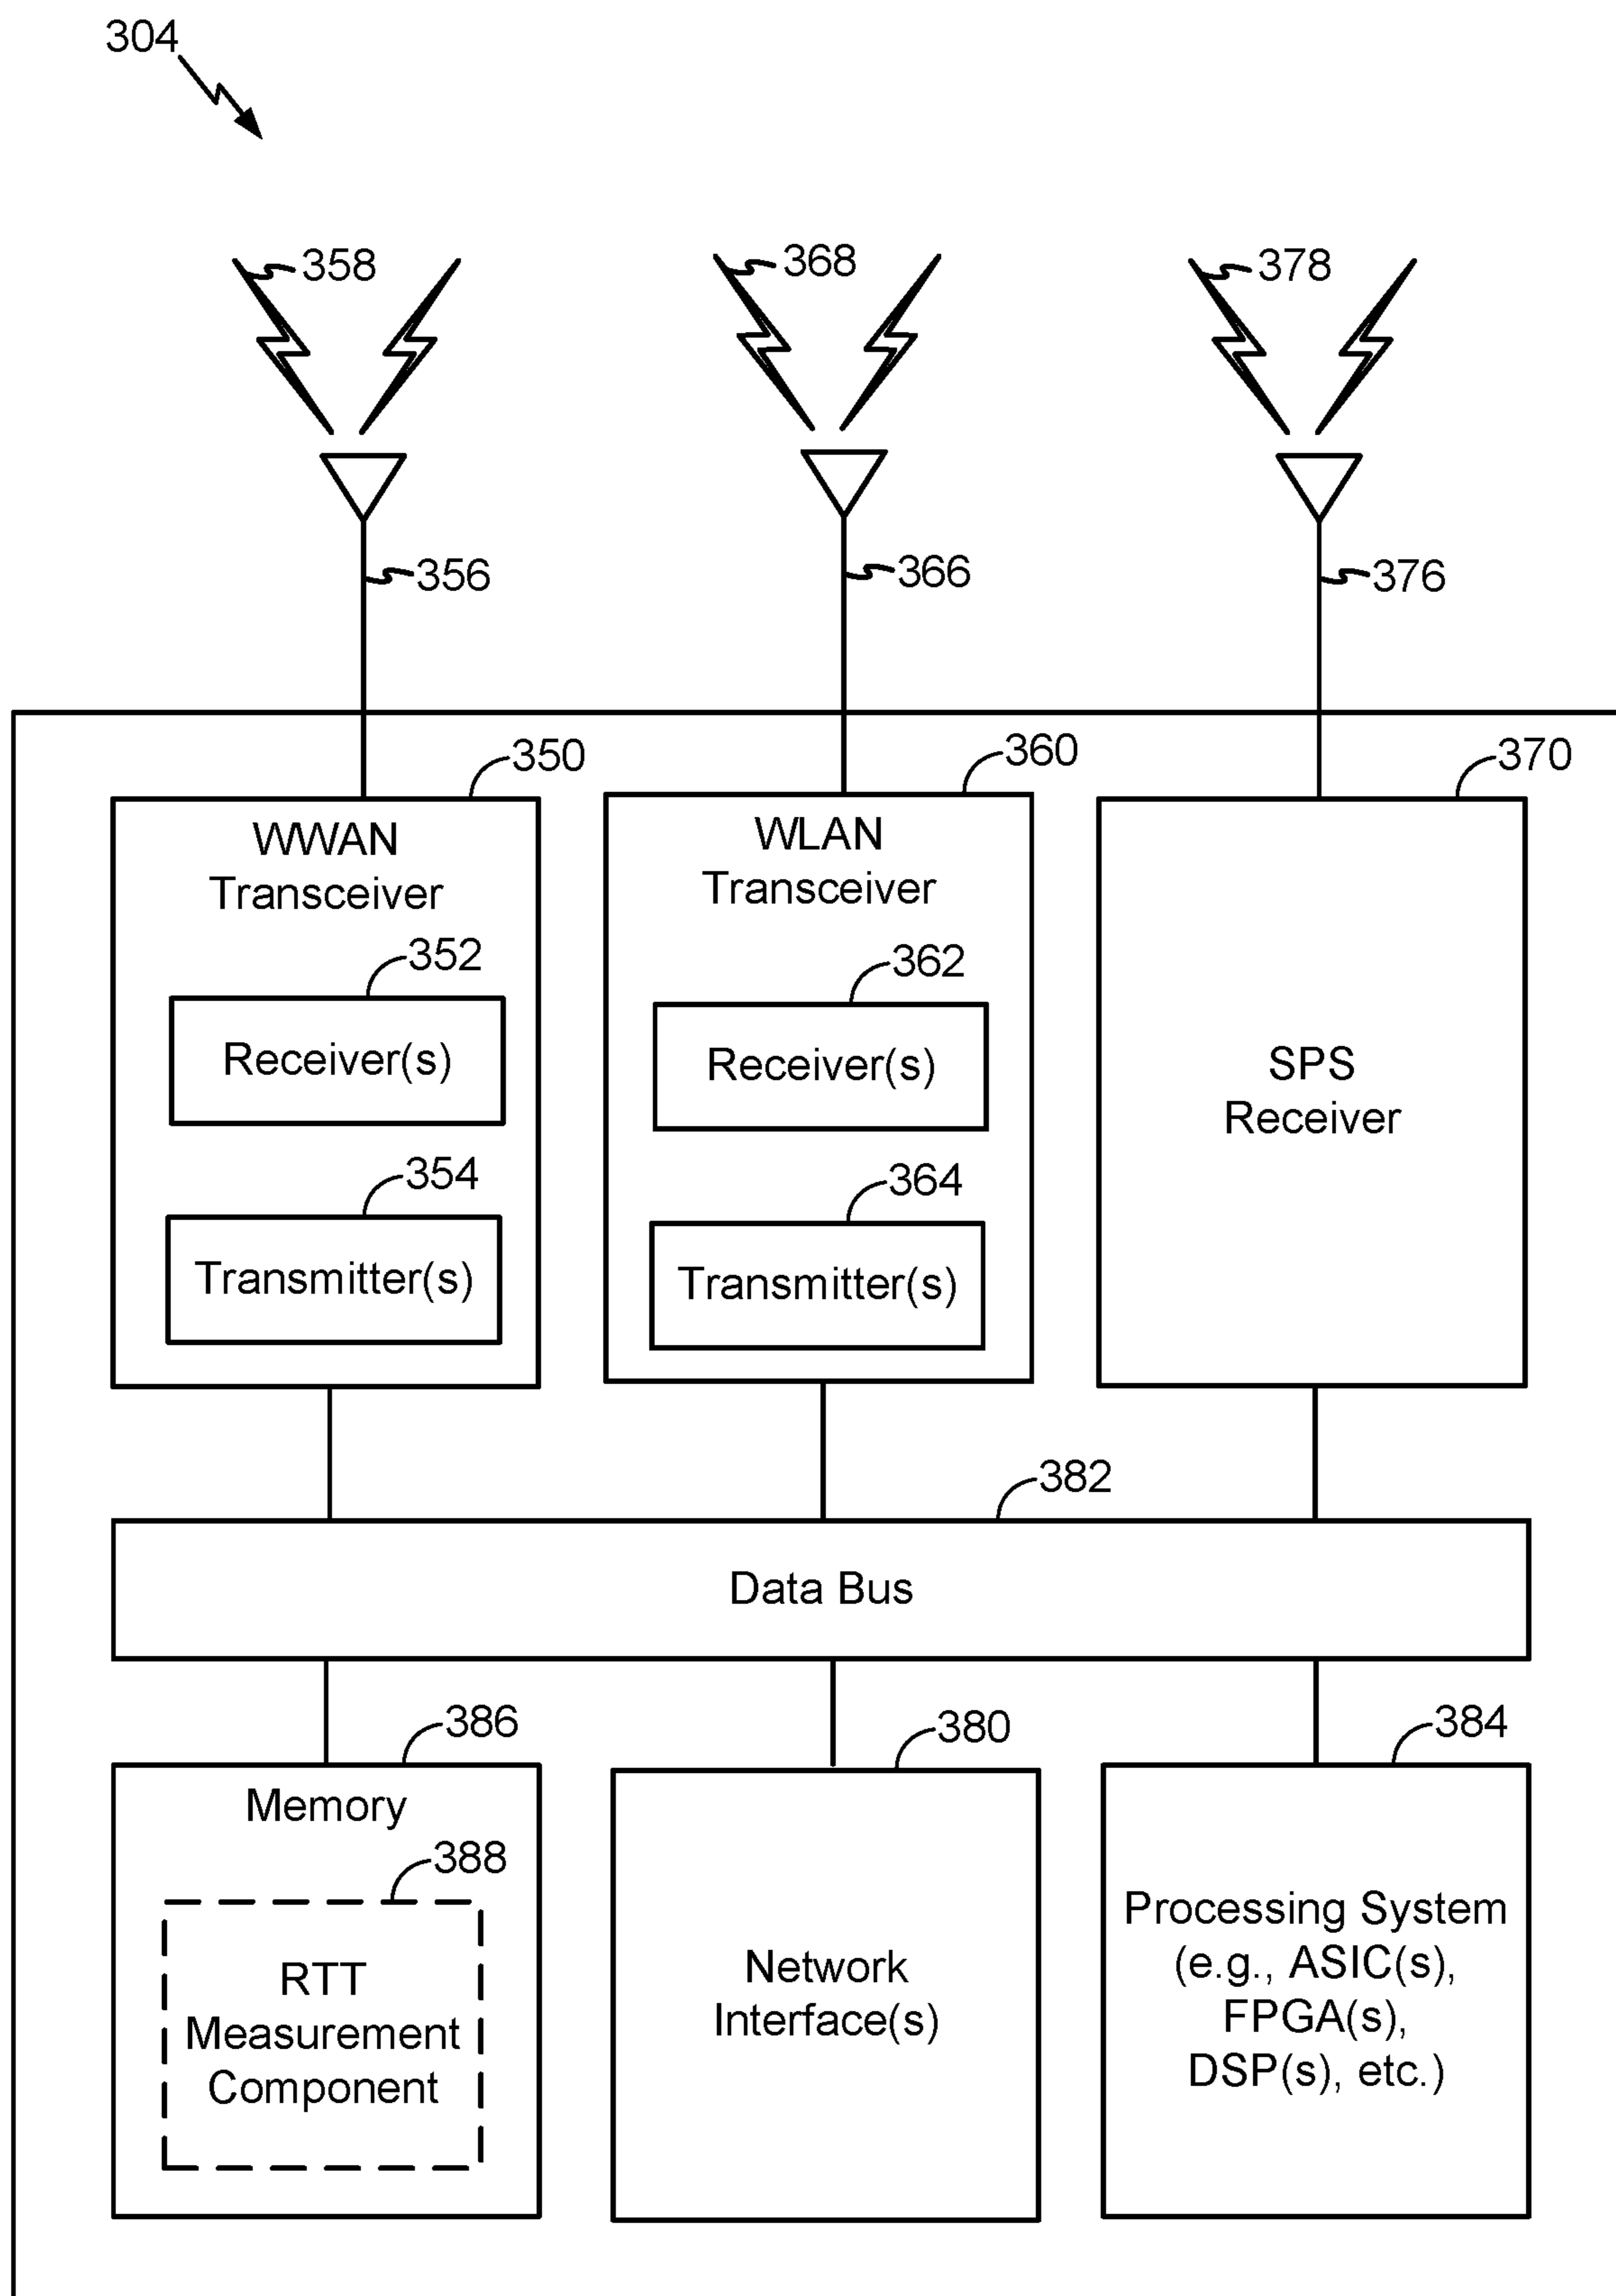 304
358
368
378
356
366
376
350
360
370
WWAN
Transceiver
WLAN
Transceiver
352
362
Receiver(s)
Receiver(s)
SPS
Receiver
354
364
Transmitter(s)
Transmitter(s)
382
Data Bus
386
380
384
Memory
388
RTT
Measurement
Component
Network
Interface(s)
Processing System
(e.g., ASIC(s),
FPGA(s),
DSP(s), etc.)